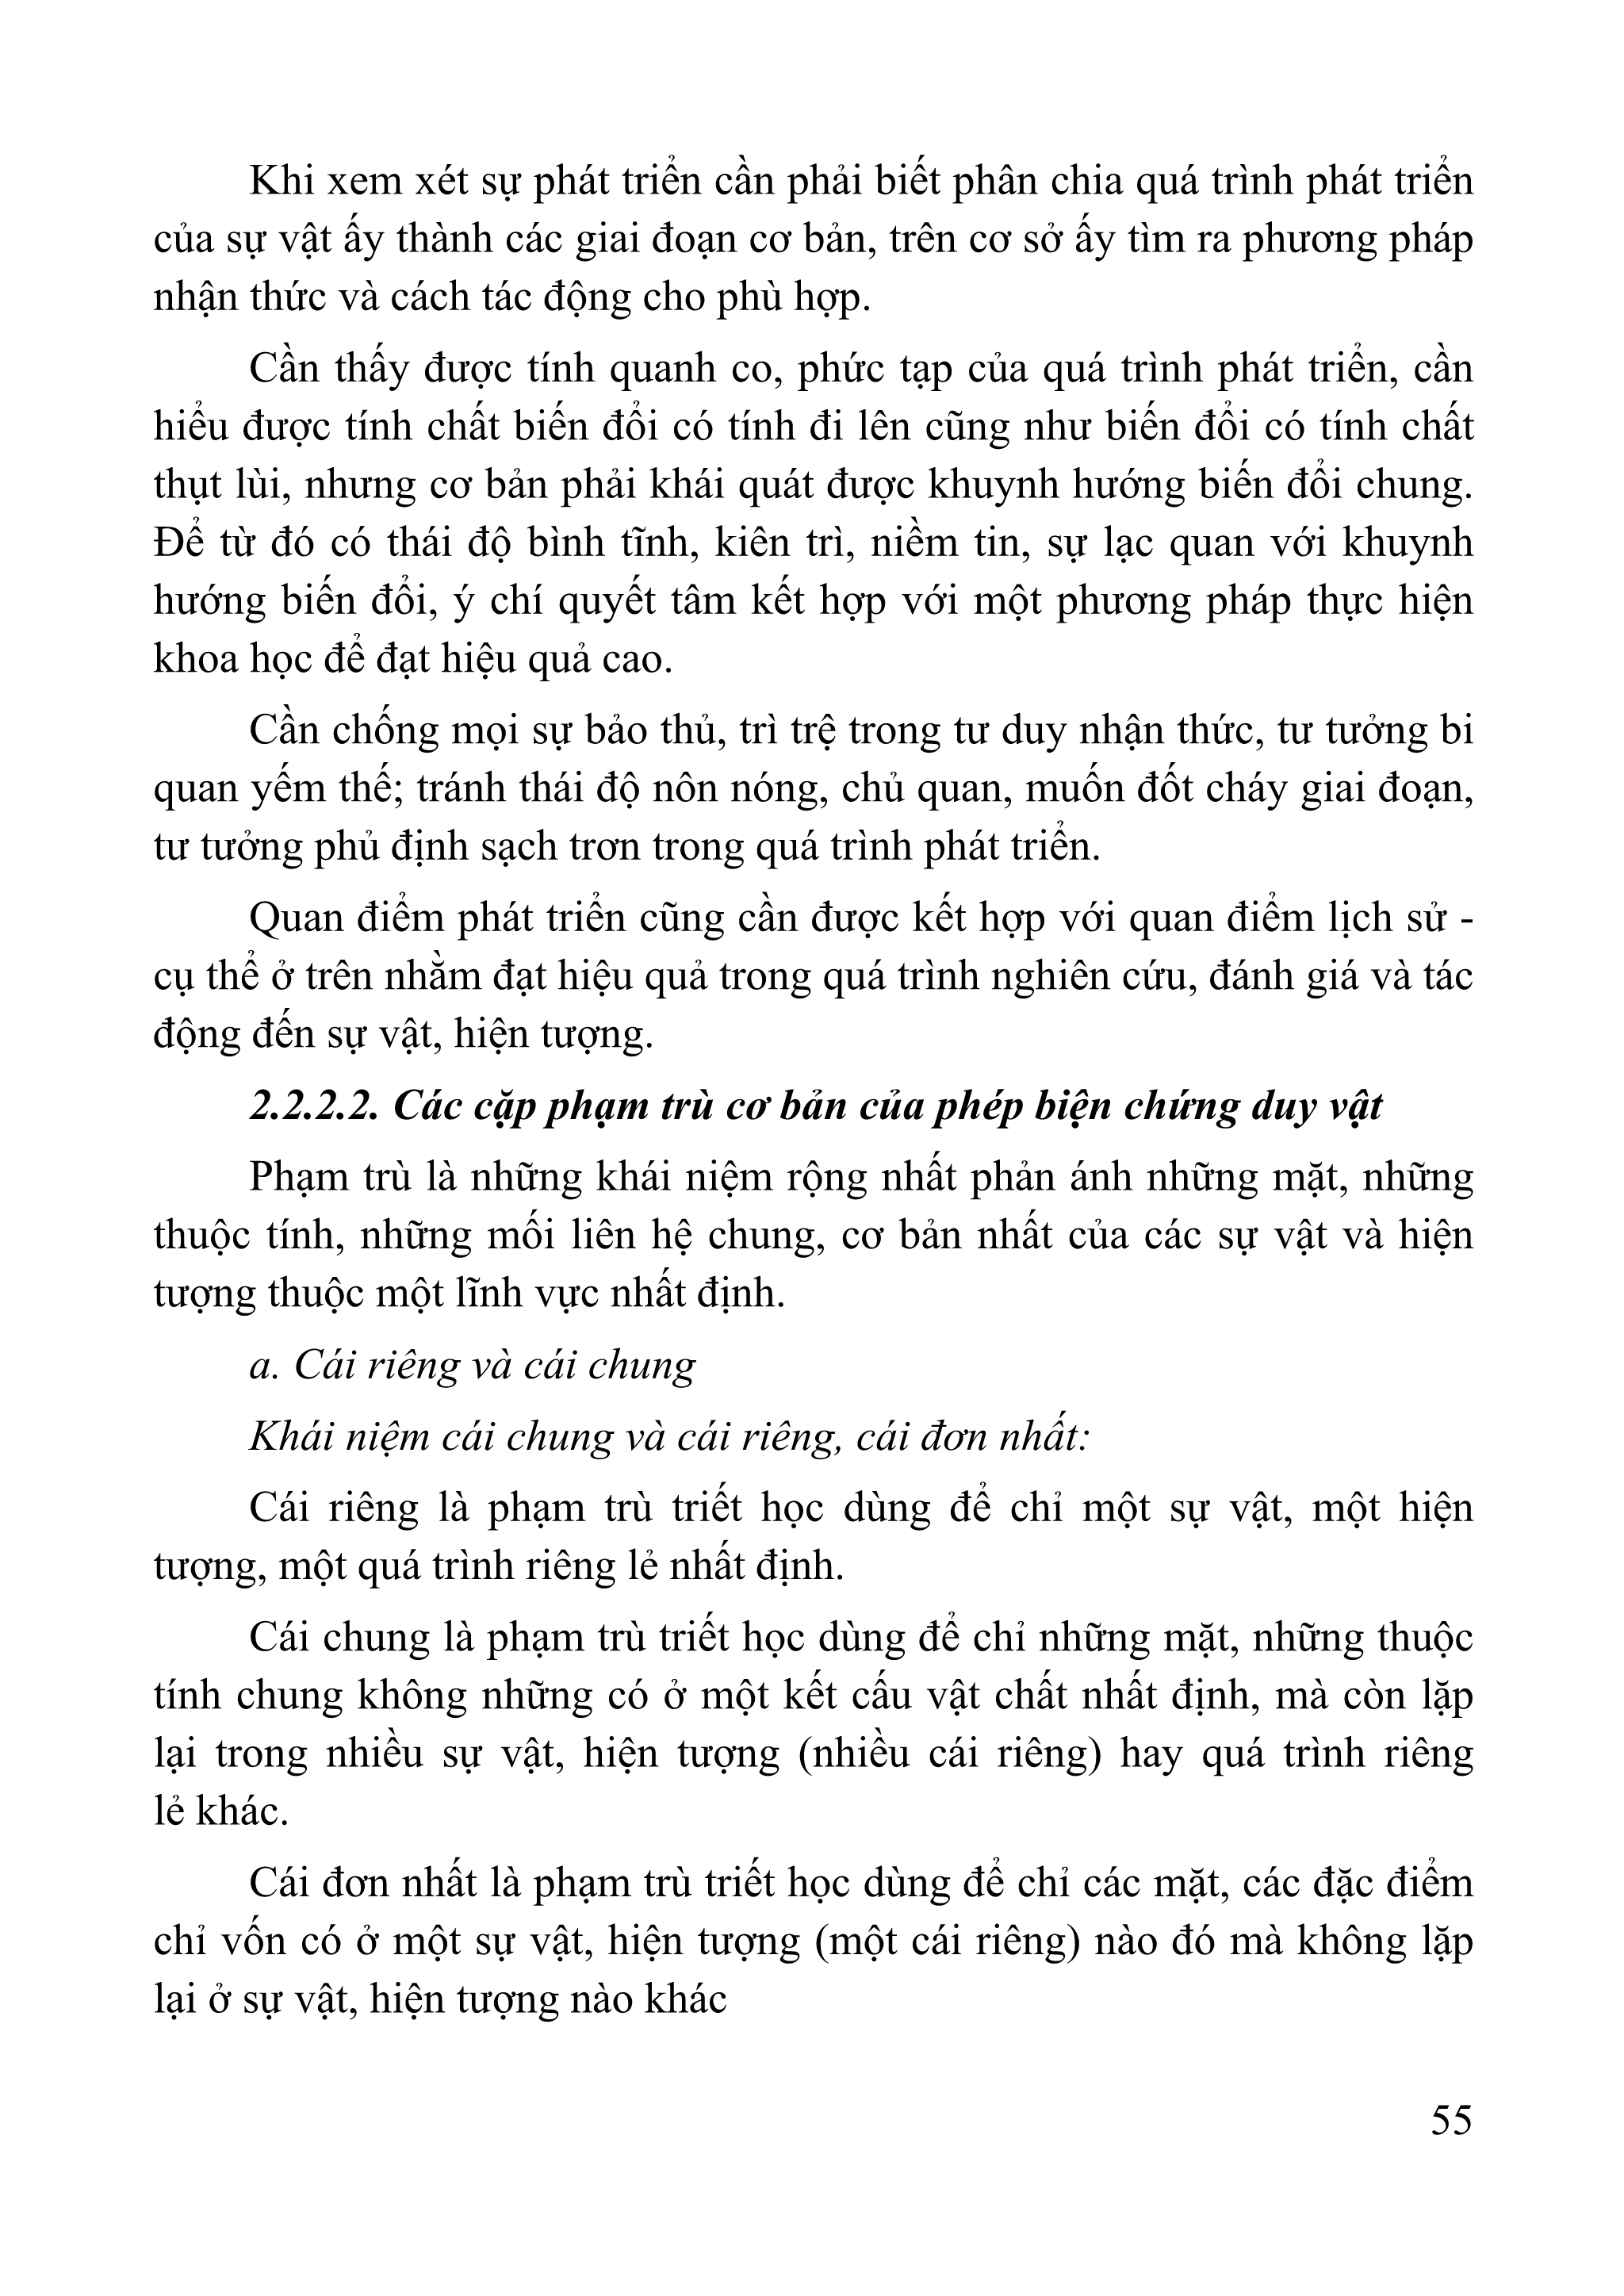 Khi xem xét sự phát triển cần phải biết phân chia quá trình phát triển
của sự vật ấy thành các giai đoạn cơ bản, trên cơ sở ấy tìm ra phương pháp
nhận thức và cách tác động cho phù hợp.
Cần thấy được tính quanh co, phức tạp của quá trình phát triển, cần
hiểu được tính chất biến đổi có tính đi lên cũng như biến đổi có tính chất
thụt lùi, nhưng cơ bản phải khái quát được khuynh hướng biến đổi chung.
Để từ đó có thái độ bình tĩnh, kiên trì, niềm tin, sự lạc quan với khuynh
hướng biến đổi, ý chí quyết tâm kết hợp với một phương pháp thực hiện
khoa học để đạt hiệu quả cao.
Cần chống mọi sự bảo thủ, trì trệ trong tư duy nhận thức, tư tưởng bi
quan yếm thế; tránh thái độ nôn nóng, chủ quan, muốn đốt cháy giai đoạn,
tư tưởng phủ định sạch trơn trong quá trình phát triển.
Quan điểm phát triển cũng cần được kết hợp với quan điểm lịch sử -
cụ thể ở trên nhằm đạt hiệu quả trong quá trình nghiên cứu, đánh giá và tác
động đến sự vật, hiện tượng.
2.2.2.2. Các cặp phạm trù cơ bản của phép biện chứng duy vật
Phạm trù là những khái niệm rộng nhất phản ánh những mặt, những
thuộc tính, những mối liên hệ chung, cơ bản nhất của các sự vật và hiện
tượng thuộc một lĩnh vực nhất định.
a. Cái riêng và cái chung
Khái niệm cái chung và cái riêng, cái đơn nhất:
Cái riêng là phạm trù triết học dùng để chỉ một sự vật, một hiện
tượng, một quá trình riêng lẻ nhất định.
Cái chung là phạm trù triết học dùng để chỉ những mặt, những thuộc
tính chung không những có ở một kết cấu vật chất nhất định, mà còn lặp
lại trong nhiều sự vật, hiện tượng (nhiều cái riêng) hay quá trình riêng
lẻ khác.
Cái đơn nhất là phạm trù triết học dùng để chỉ các mặt, các đặc điểm
chỉ vốn có ở một sự vật, hiện tượng (một cái riêng) nào đó mà không lặp
lại ở sự vật, hiện tượng nào khác
55